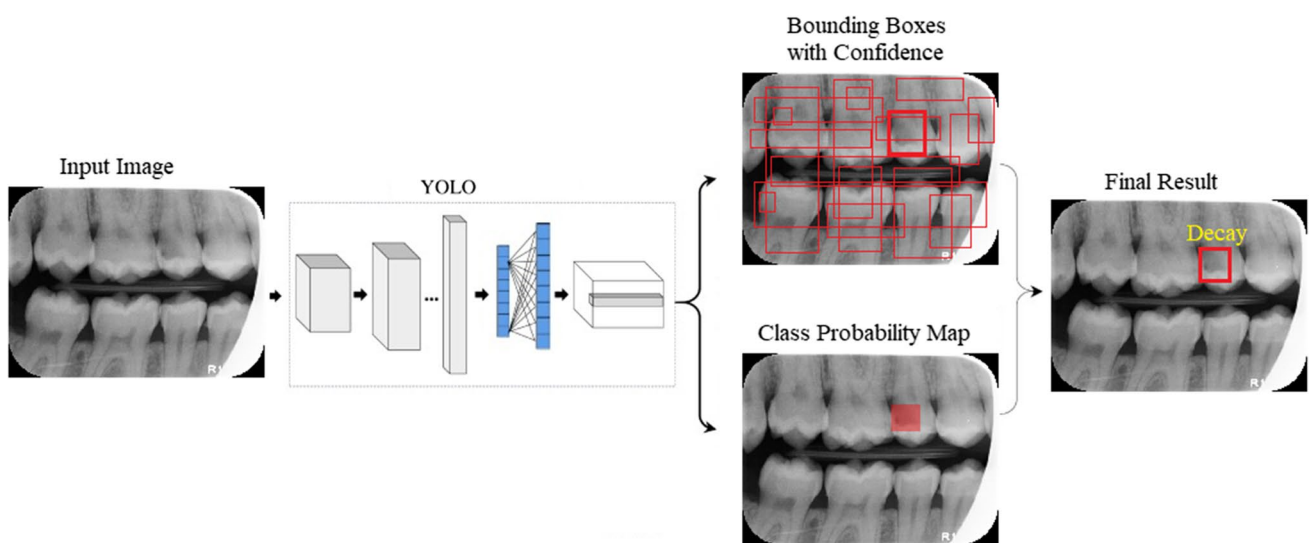 Bounding Boxes
with Confidence
Input Image
YOLO
...
Final Result
Decay
Class Probability Map